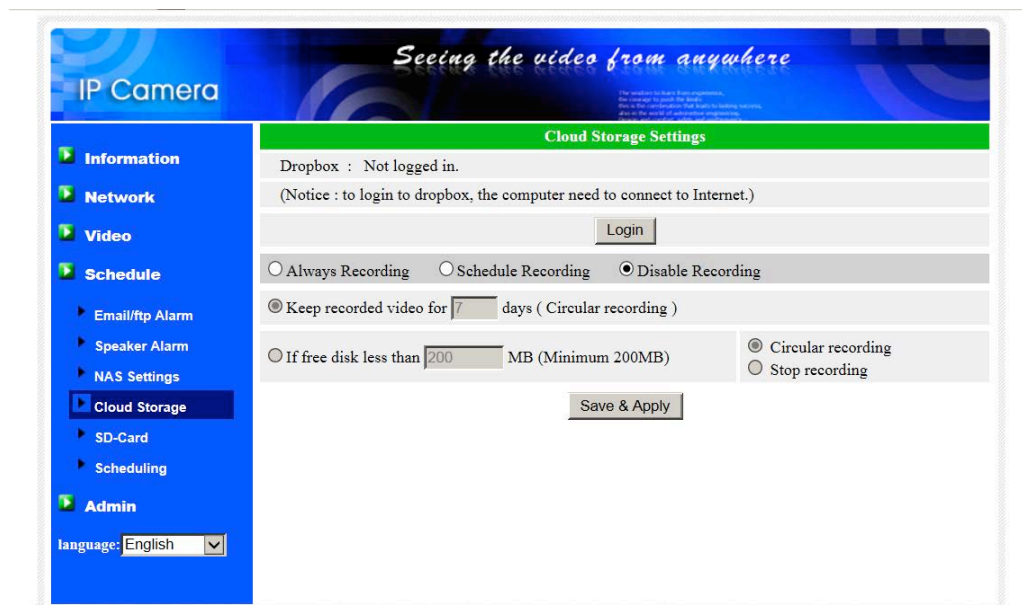 Seeing the video from anywhere
IP Camera
Information
Network
Video
Schedule
Email/ftp Alarm
Speaker Alarm
NAS Settings
Cloud Storage
SD-Card
Scheduling
Admin
language: English
Cloud Storage Settings
Dropbox : Not logged in.
(Notice : to login to dropbox, the computer need to connect to Internet.)
Login
Always Recording Schedule Recording Disable Recording
Keep recorded video for 7 days ( Circular recording )
If free disk less than 200 MB (Minimum 200MB)
Circular recording
Stop recording
Save & Apply